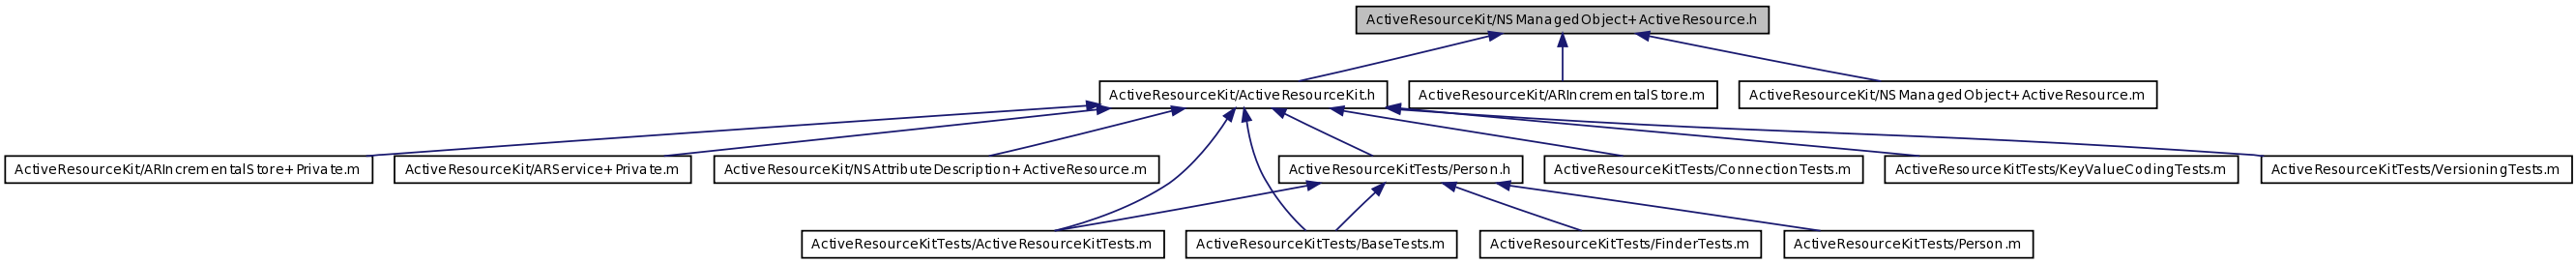 ActiveResourceKit/NSManagedObject+ActiveResource.h
ActiveResourceKit/ActiveResourceKit.h
ActiveResourceKit/ARIncrementalStore.m
ActiveResourceKit/NSManagedObject+ActiveResource.m
ActiveResourceKit/ARIncrementalStore+Private.m
ActiveResourceKit/ARService+Private.m
ActiveResourceKit/NSAttributeDescription+ActiveResource.m
ActiveResourceKitTests/Person.h
ActiveResourceKitTests/ConnectionTests.m
ActiveResourceKitTests/KeyValueCodingTests.m
ActiveResourceKitTests/VersioningTests.m
ActiveResourceKitTests/ActiveResourceKitTests.m
ActiveResourceKitTests/BaseTests.m
ActiveResourceKitTests/FinderTests.m
ActiveResourceKitTests/Person.m